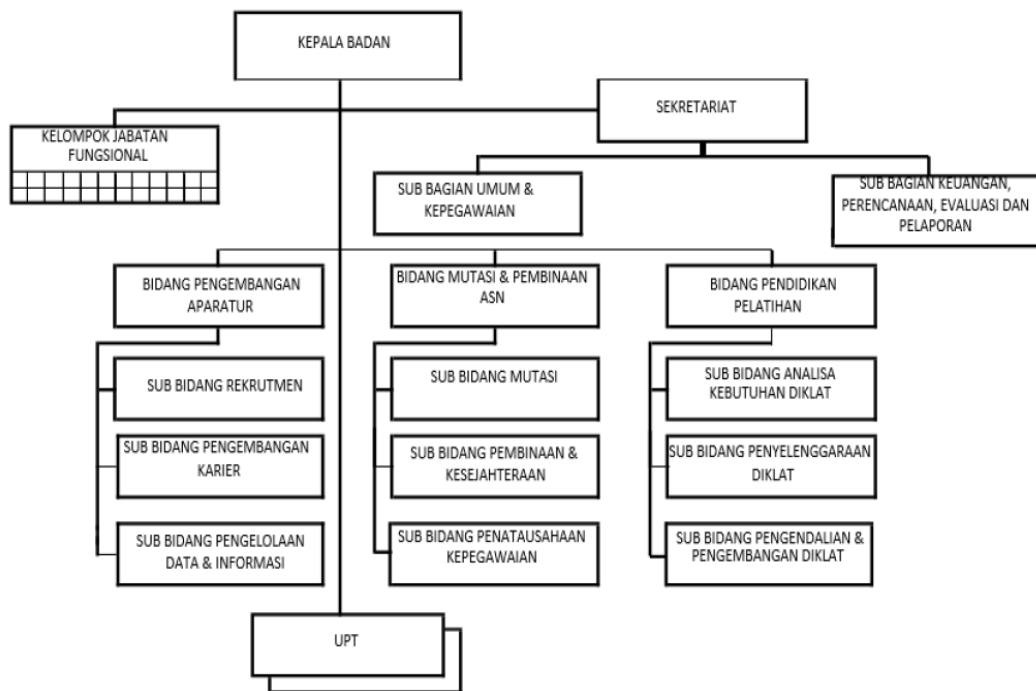 KEPALA BADAN
SEKRETARIAT
KELOMPOK JABATAN
FUNGSIONAL
SUB BAGIAN UMUM &
KEPEGAWAIAN
SUB BAGIAN KEUANGAN,
PERENCANAAN, EVALUASI DAN
PELAPORAN
BIDANG PENGEMBANGAN
APARATUR
BIDANG MUTASI & PEMBINAAN
ASN
BIDANG PENDIDIKAN
PELATIHAN
SUB BIDANG REKRUTMEN
SUB BIDANG MUTASI
SUB BIDANG ANALISA
KEBUTUHAN DIKLAT
SUB BIDANG PENGEMBANGAN
KARIER
SUB BIDANG PEMBINAAN &
KESEJAHTERAAN
SUB BIDANG PENYELENGGARAAN
DIKLAT
SUB BIDANG PENGELOLAAN
DATA & INFORMASI
SUB BIDANG PENATAUSAHAAN
KEPEGAWAIAN
SUB BIDANG PENGENDALIAN &
PENGEMBANGAN DIKLAT
UPT